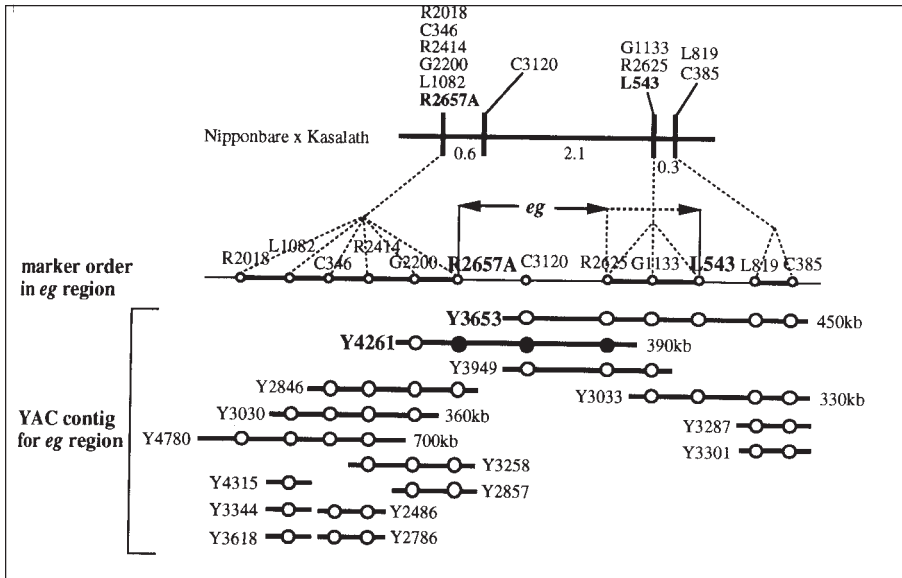 R2018
C346
R2414
G2200
L1082
R2657A
C3120
G1133
R2625
L543
L819
C385
Nipponbare x Kasalath
0.6
2.1
0.3
eg
R2018
L1082
C346
R2414
G2200
R2657A
C3120
R2625
G1133
L543
L819
C385
marker order
in eg region
Y3653
450kb
Y4261
390kb
Y3949
Y2846
Y3033
330kb
Y3030
360kb
YAC contig
for eg region
Y3287
Y4780
700kb
Y3301
Y3258
Y4315
Y2857
Y3344
Y2486
Y3618
Y2786